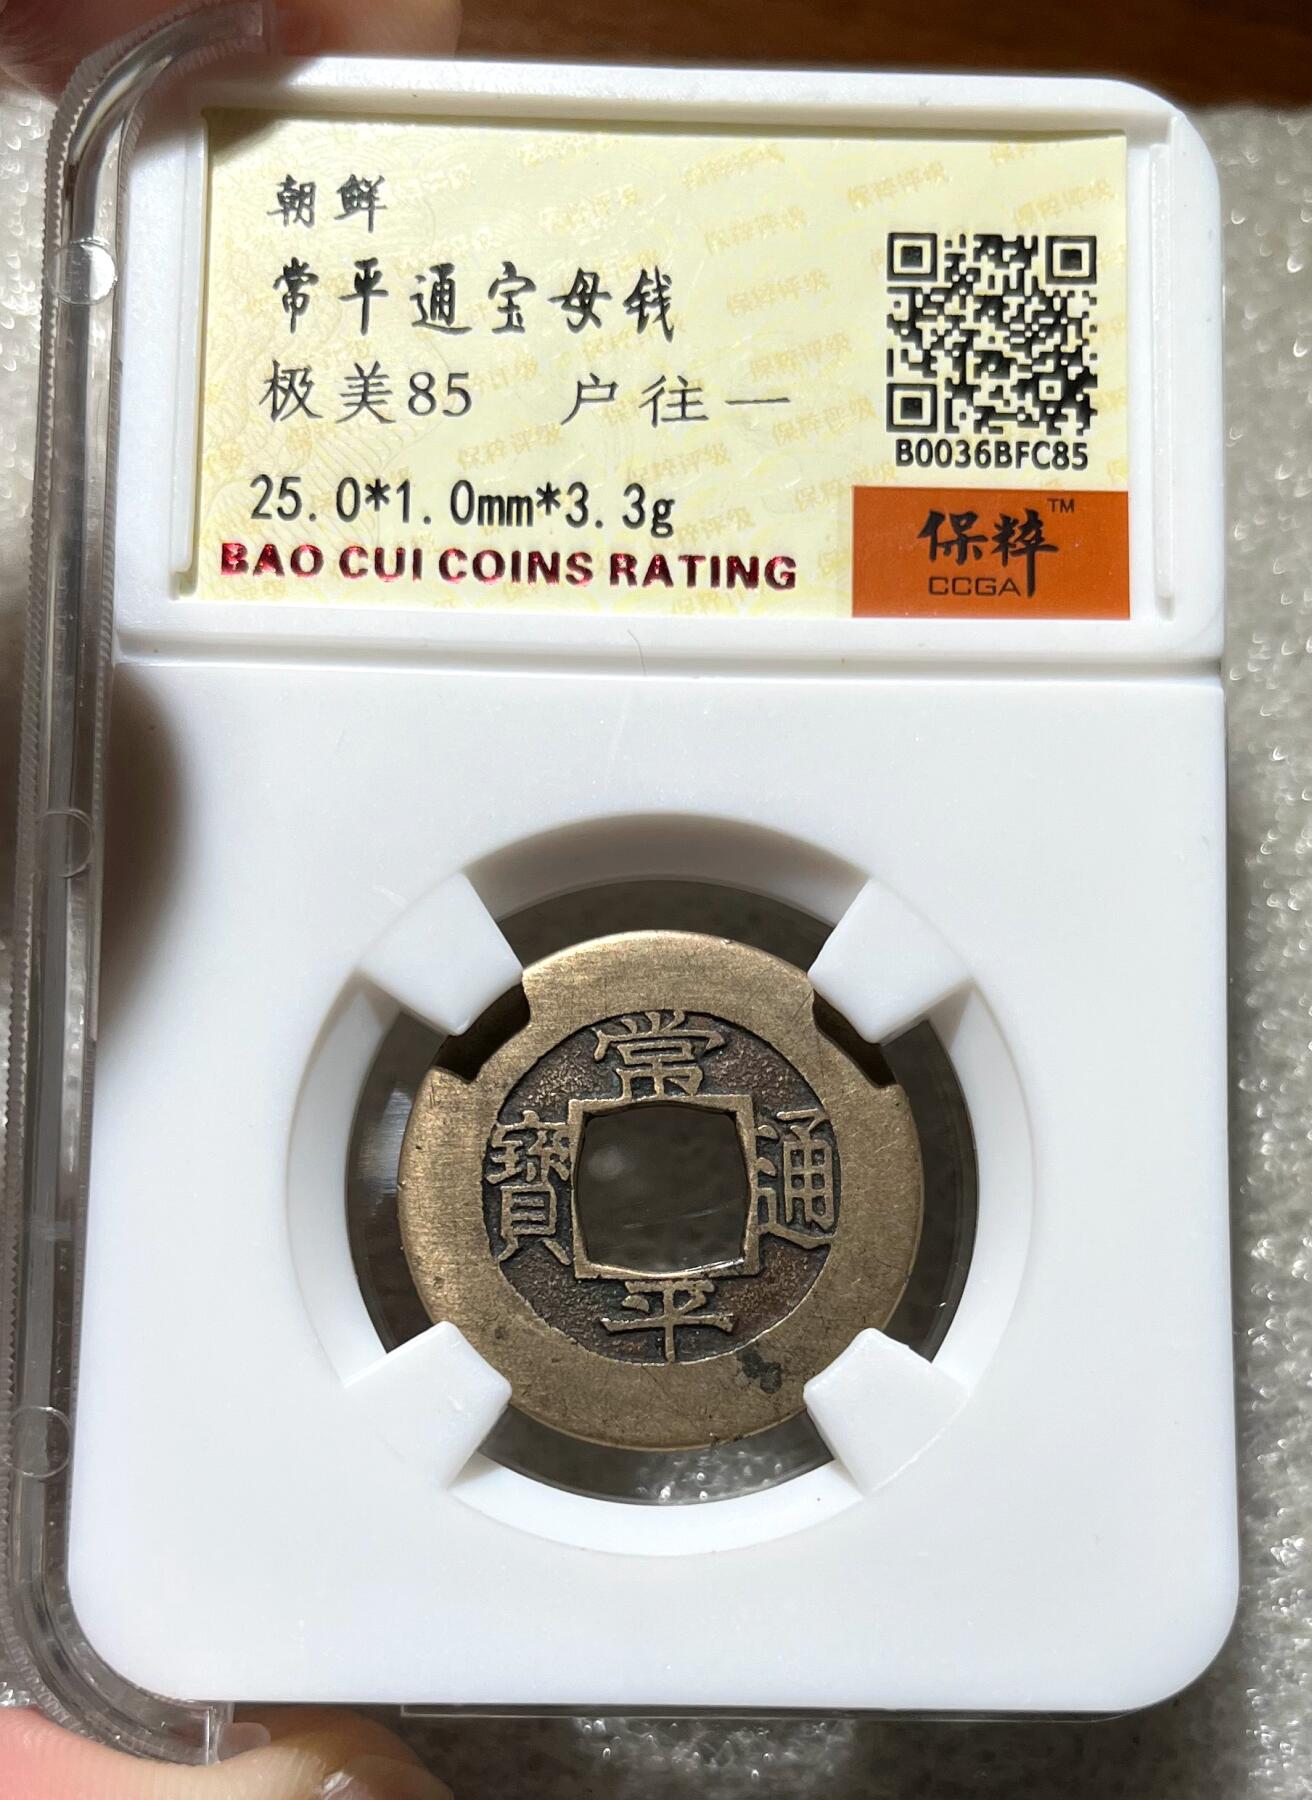 朝鲜
常平通宝母钱
极美85 户往一
25.0*1.0mm*3.3g
BAO CUI COINS RATING
B0036BFC85
保粹™
CCGA
常
寶 通
平